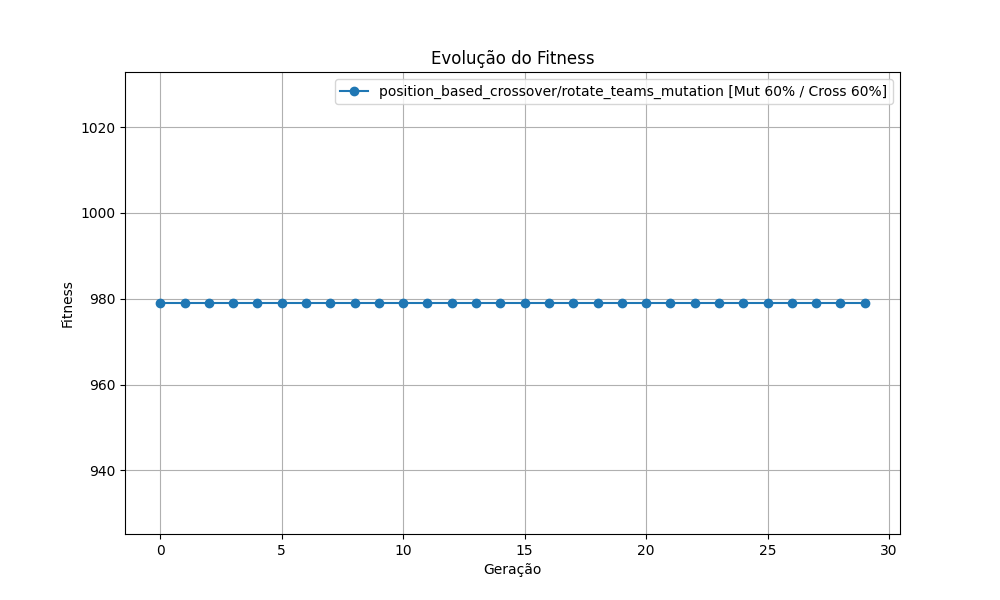 Evolução do Fitness
position_based_crossover/rotate_teams_mutation [Mut 60% / Cross 60%]
Fitness
1020
1000
980
960
940
0 5 10 15 20 25 30
Geração